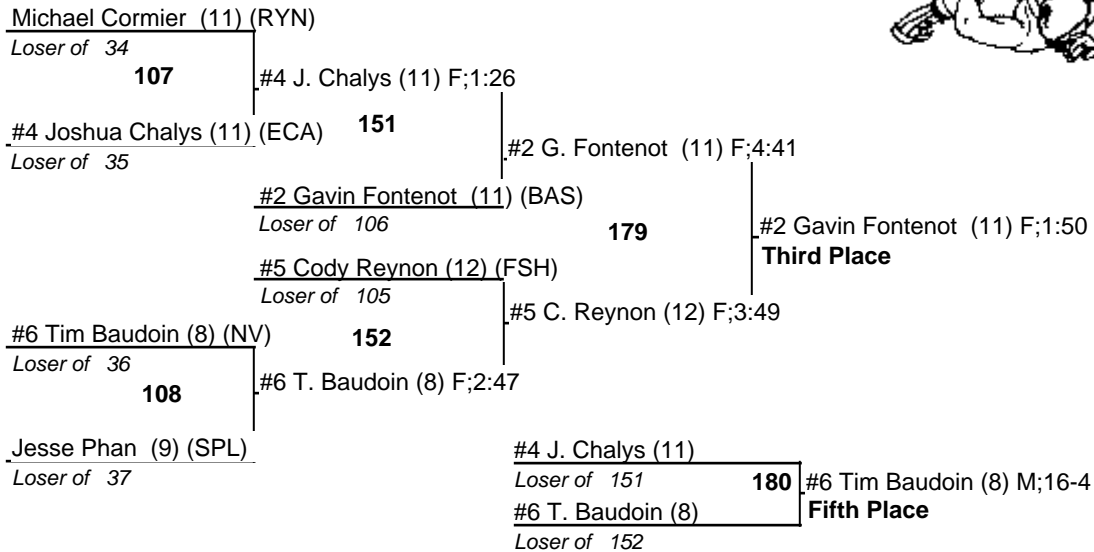 Michael Cormier (11) (RYN)
Loser of 34
107
#4 J. Chalys (11) F;1:26
#4 Joshua Chalys (11) (ECA)
Loser of 35
151
#2 G. Fontenot (11) F;4:41
#2 Gavin Fontenot (11) (BAS)
Loser of 106
179
#2 Gavin Fontenot (11) F;1:50
Third Place
#5 Cody Reynon (12) (FSH)
Loser of 105
#5 C. Reynon (12) F;3:49
#6 Tim Baudoin (8) (NV)
Loser of 36
152
108
#6 T. Baudoin (8) F;2:47
Jesse Phan (9) (SPL)
Loser of 37
#4 J. Chalys (11)
Loser of 151
180
#6 Tim Baudoin (8) M;16-4
Fifth Place
#6 T. Baudoin (8)
Loser of 152